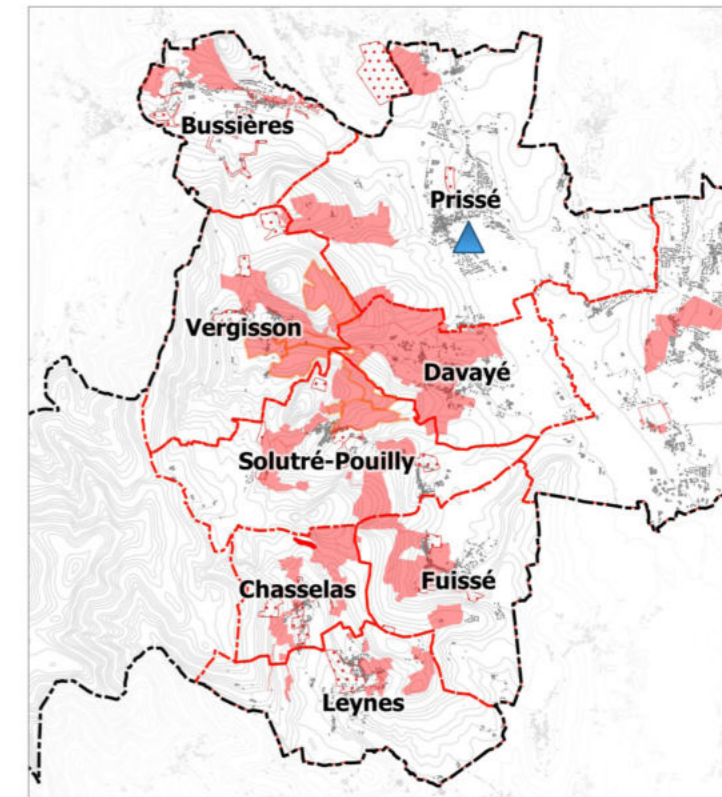 Bussières
Prissé
Vergisson
Davayé
Solutré-Pouilly
Chasselas
Fuissé
Leynes